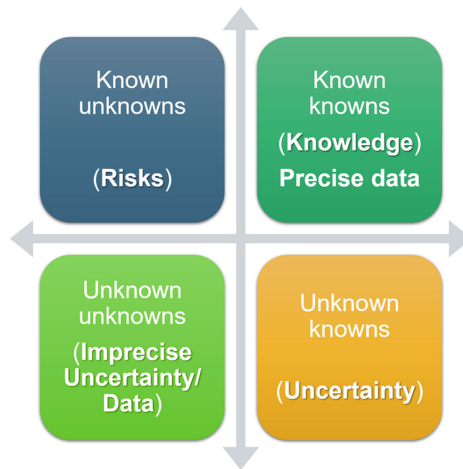 Known
unknowns
(Risks)
Known
knowns
(Knowledge)
Precise data
Unknown
unknowns
(Imprecise
Uncertainty/
Data)
Unknown
knowns
(Uncertainty)